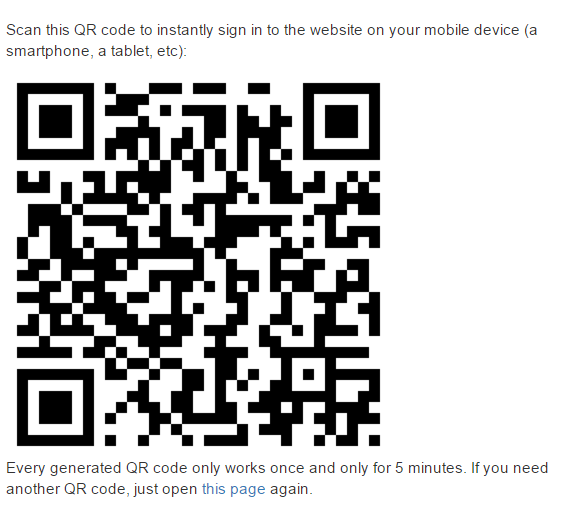 Scan this QR code to instantly sign in to the website on your mobile device (a
smartphone, a tablet, etc):
Every generated QR code only works once and only for 5 minutes. If you need
another QR code, just open this page again.